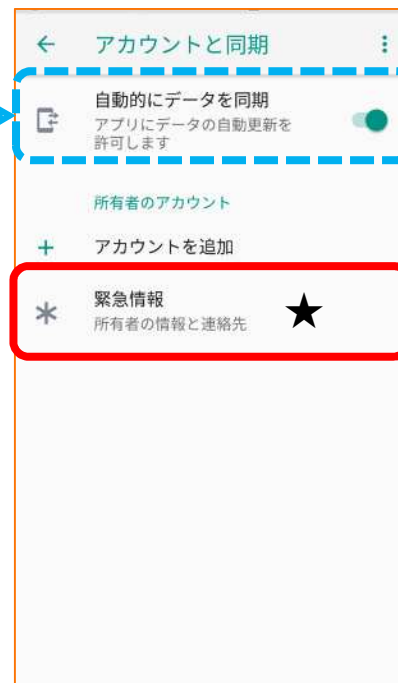 アカウントと同期
自動的にデータを同期
アプリにデータの自動更新を
許可します
所有者のアカウント
アカウントを追加
緊急情報
所有者の情報と連絡先